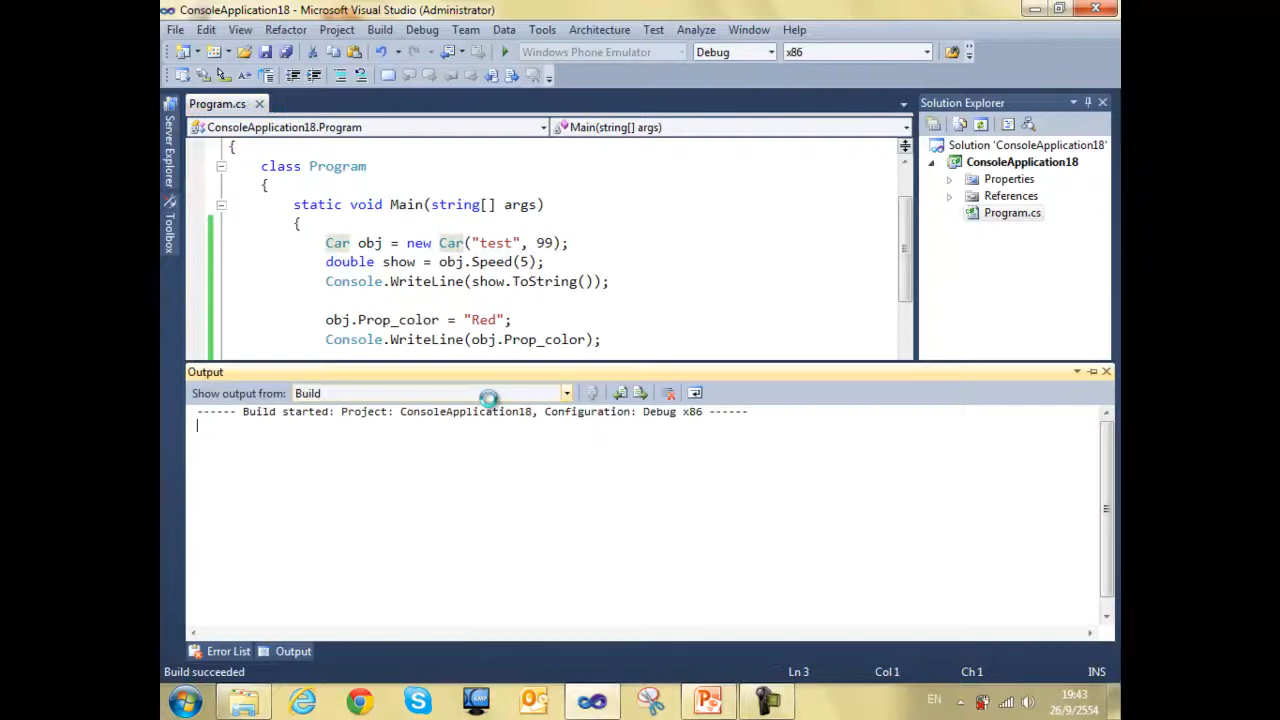 ConsoleApplication18 - Microsoft Visual Studio (Administrator)
File Edit View Refactor Project Build Debug Team Data Tools Architecture Test Analyze Window Help
Windows Phone Emulator Debug x86
Program.cs
Solution Explorer
ConsoleApplication18.Program Main(string[] args)
Server Explorer
Toolbox
{
class Program
{
static void Main(string[] args)
{
Car obj = new Car("test", 99);
double show = obj.Speed(5);
Console.WriteLine(show.ToString());
obj.Prop_color = "Red";
Console.WriteLine(obj.Prop_color);
Solution 'ConsoleApplication18'
ConsoleApplication18
Properties
References
Program.cs
Output
Show output from: Build
------ Build started: Project: ConsoleApplication18, Configuration: Debug x86 ------
Error List Output
Build succeeded Ln 3 Col 1 Ch 1 INS
EN 19:43
26/9/2554